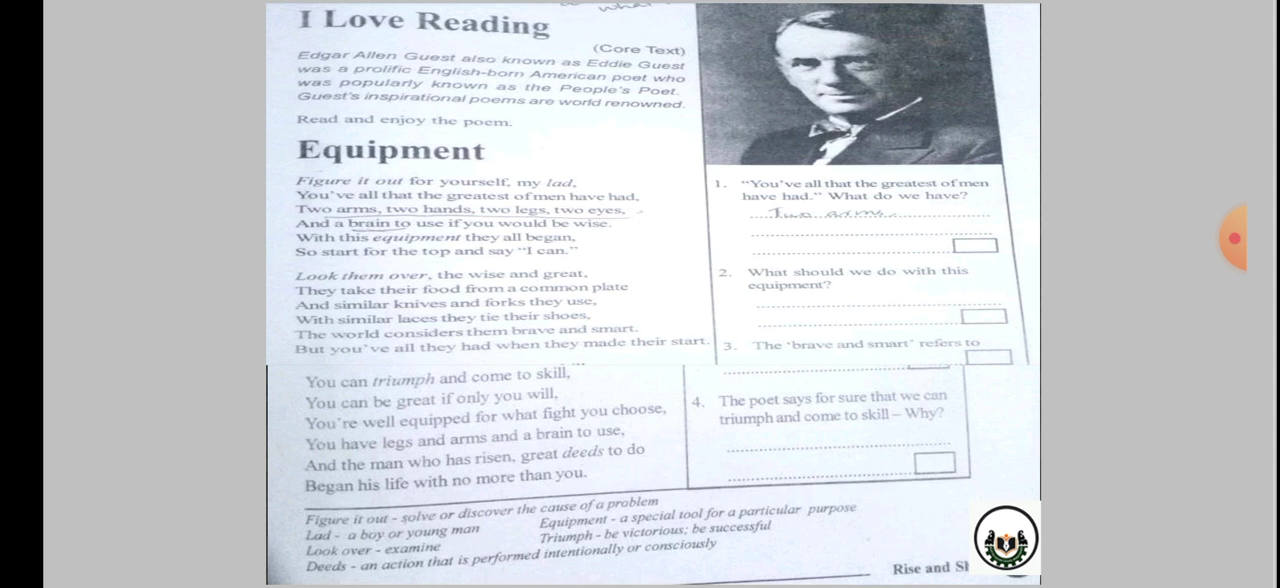 I Love Reading
(Core Text)
Edgar Allen Guest also known as Eddie Guest
was a prolific English-born American poet who
was popularly known as the People's Poet.
Guest's inspirational poems are world renowned.
Read and enjoy the poem.
Equipment
Figure it out for yourself, my lad,
You've all that the greatest of men have had,
Two arms, two hands, two legs, two eyes,
And a brain to use if you would be wise.
With this equipment they all began,
So start for the top and say "I can."
Look them over, the wise and great,
They take their food from a common plate
And similar knives and forks they use,
With similar laces they tie their shoes,
The world considers them brave and smart.
But you've all they had when they made their start.
You can triumph and come to skill,
You can be great if only you will,
You're well equipped for what fight you choose,
You have legs and arms and a brain to use,
And the man who has risen, great deeds to do
Began his life with no more than you.
1. "You've all that the greatest of men
have had." What do we have?
Two arms,
2. What should we do with this
equipment?
3. The 'brave and smart' refers to
4. The poet says for sure that we can
triumph and come to skill – Why?
Figure it out - solve or discover the cause of a problem
Lad - a boy or young man
Equipment - a special tool for a particular purpose
Look over - examine
Triumph - be victorious; be successful
Deeds - an action that is performed intentionally or consciously
Rise and